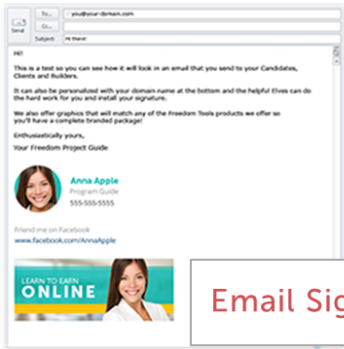 To...
you@your-domain.com
Cc...
Send
Subject:
Hi there!
Hi!
This is a test so you can see how it will look in an email that you send to your Candidates,
Clients and Builders.
It can also be personalized with your domain name at the bottom and the helpful Elves can do
the hard work for you and install your signature.
We also offer graphics that will match any of the Freedom Tools products we offer so
you'll have a complete branded package!
Enthusiastically yours,
Your Freedom Project Guide
Anna Apple
Program Guide
555-555-5555
Friend me on Facebook
www.facebook.com/AnnaApple
LEARN TO EARN
ONLINE
Email Sig